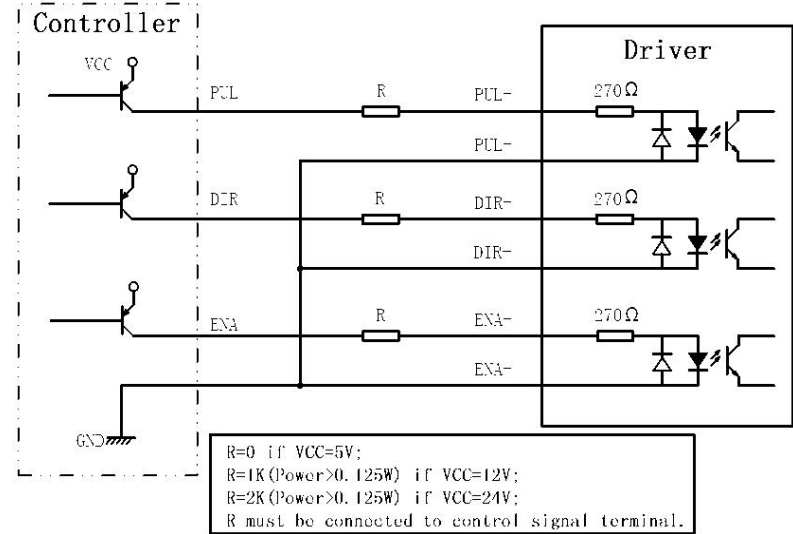 Controller
Driver
VCC
PUL
R
PUL-
270Ω
PUL-
DIR
R
DIR-
270Ω
DIR-
ENA
R
ENA-
270Ω
ENA-
GND
R=0 if VCC=5V;
R=1K(Power>0.125W) if VCC=12V;
R=2K(Power>0.125W) if VCC=24V;
R must be connected to control signal terminal.